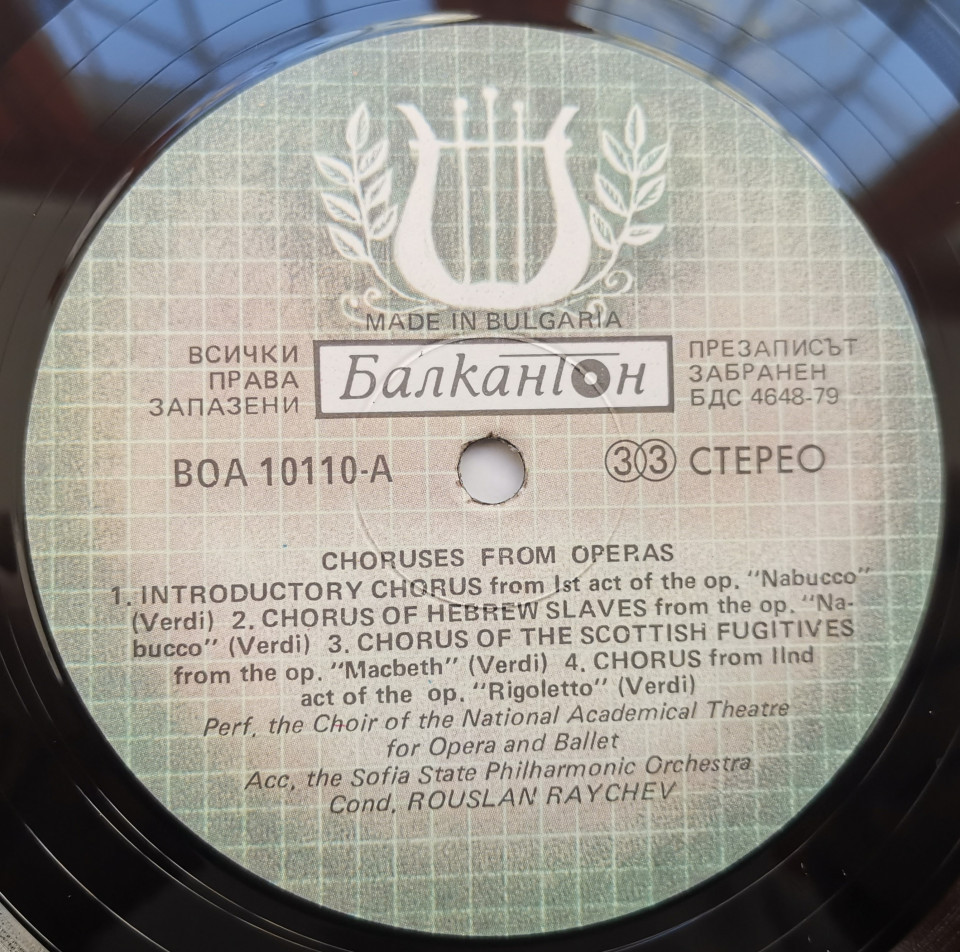 MADE IN BULGARIA
ВСИЧКИ
ПРАВА
ЗАПАЗЕНИ
Балкантон
ПРЕЗАПИСЪТ
ЗАБРАНЕН
БДС 4648-79
ВОА 10110-А
33 СТЕРЕО
CHORUSES FROM OPERAS
1. INTRODUCTORY CHORUS from Ist act of the op. "Nabucco"
(Verdi) 2. CHORUS OF HEBREW SLAVES from the op. "Na-
bucco" (Verdi) 3. CHORUS OF THE SCOTTISH FUGITIVES
from the op. "Macbeth" (Verdi) 4. CHORUS from IInd
act of the op. "Rigoletto" (Verdi)
Perf. the Choir of the National Academical Theatre
for Opera and Ballet
Acc. the Sofia State Philharmonic Orchestra
Cond. ROUSLAN RAYCHEV